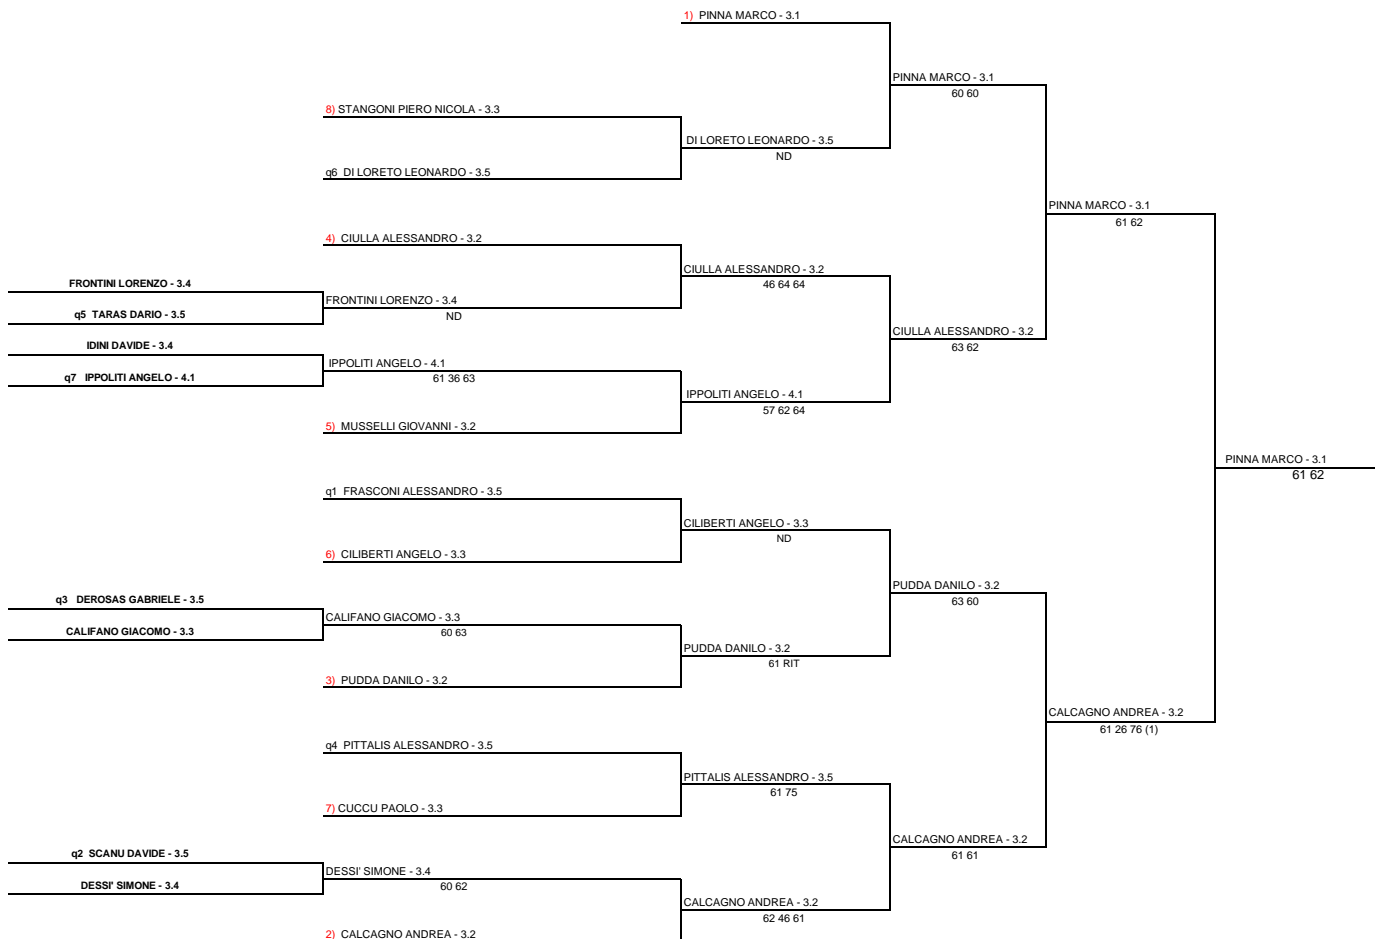 1) PINNA MARCO - 3.1
PINNA MARCO - 3.1
60 60
8) STANGONI PIERO NICOLA - 3.3
DI LORETO LEONARDO - 3.5
ND
q6 DI LORETO LEONARDO - 3.5
PINNA MARCO - 3.1
61 62
4) CIULLA ALESSANDRO - 3.2
CIULLA ALESSANDRO - 3.2
46 64 64
FRONTINI LORENZO - 3.4
FRONTINI LORENZO - 3.4
ND
q5 TARAS DARIO - 3.5
CIULLA ALESSANDRO - 3.2
63 62
IDINI DAVIDE - 3.4
IPPOLITI ANGELO - 4.1
61 36 63
q7 IPPOLITI ANGELO - 4.1
IPPOLITI ANGELO - 4.1
57 62 64
5) MUSSELLI GIOVANNI - 3.2
PINNA MARCO - 3.1
61 62
q1 FRASCONI ALESSANDRO - 3.5
CILIBERTI ANGELO - 3.3
ND
6) CILIBERTI ANGELO - 3.3
PUDDA DANILO - 3.2
63 60
q3 DEROSAS GABRIELE - 3.5
CALIFANO GIACOMO - 3.3
60 63
CALIFANO GIACOMO - 3.3
PUDDA DANILO - 3.2
61 RIT
3) PUDDA DANILO - 3.2
CALCAGNO ANDREA - 3.2
61 26 76 (1)
q4 PITTALIS ALESSANDRO - 3.5
PITTALIS ALESSANDRO - 3.5
61 75
7) CUCCU PAOLO - 3.3
CALCAGNO ANDREA - 3.2
61 61
q2 SCANU DAVIDE - 3.5
DESSI' SIMONE - 3.4
60 62
DESSI' SIMONE - 3.4
CALCAGNO ANDREA - 3.2
62 46 61
2) CALCAGNO ANDREA - 3.2